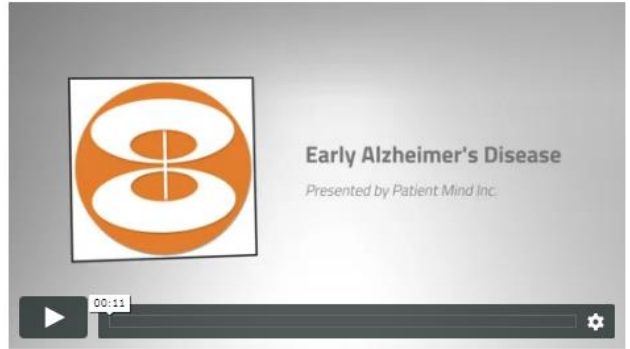 Early Alzheimer's Disease
Presented by Patient Mind Inc.
00:11